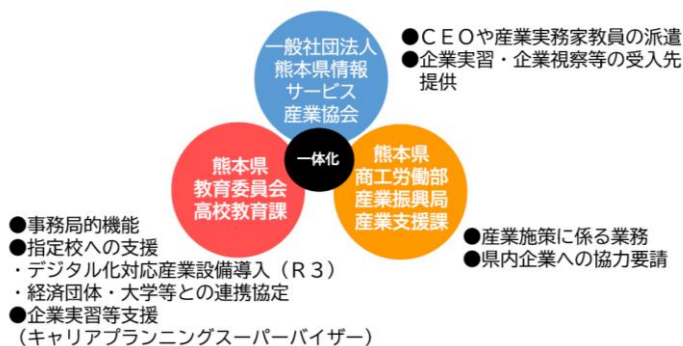 一般社団法人
熊本県情報
サービス
産業協会
●ＣＥＯや産業実務家教員の派遣
●企業実習・企業視察等の受入先
提供
一体化
熊本県
教育委員会
高校教育課
熊本県
商工労働部
産業振興局
産業支援課
●事務局的機能
●指定校への支援
・デジタル化対応産業設備導入（Ｒ３）
・経済団体・大学等との連携協定
●企業実習等支援
（キャリアプランニングスーパーバイザー）
●産業施策に係る業務
●県内企業への協力要請